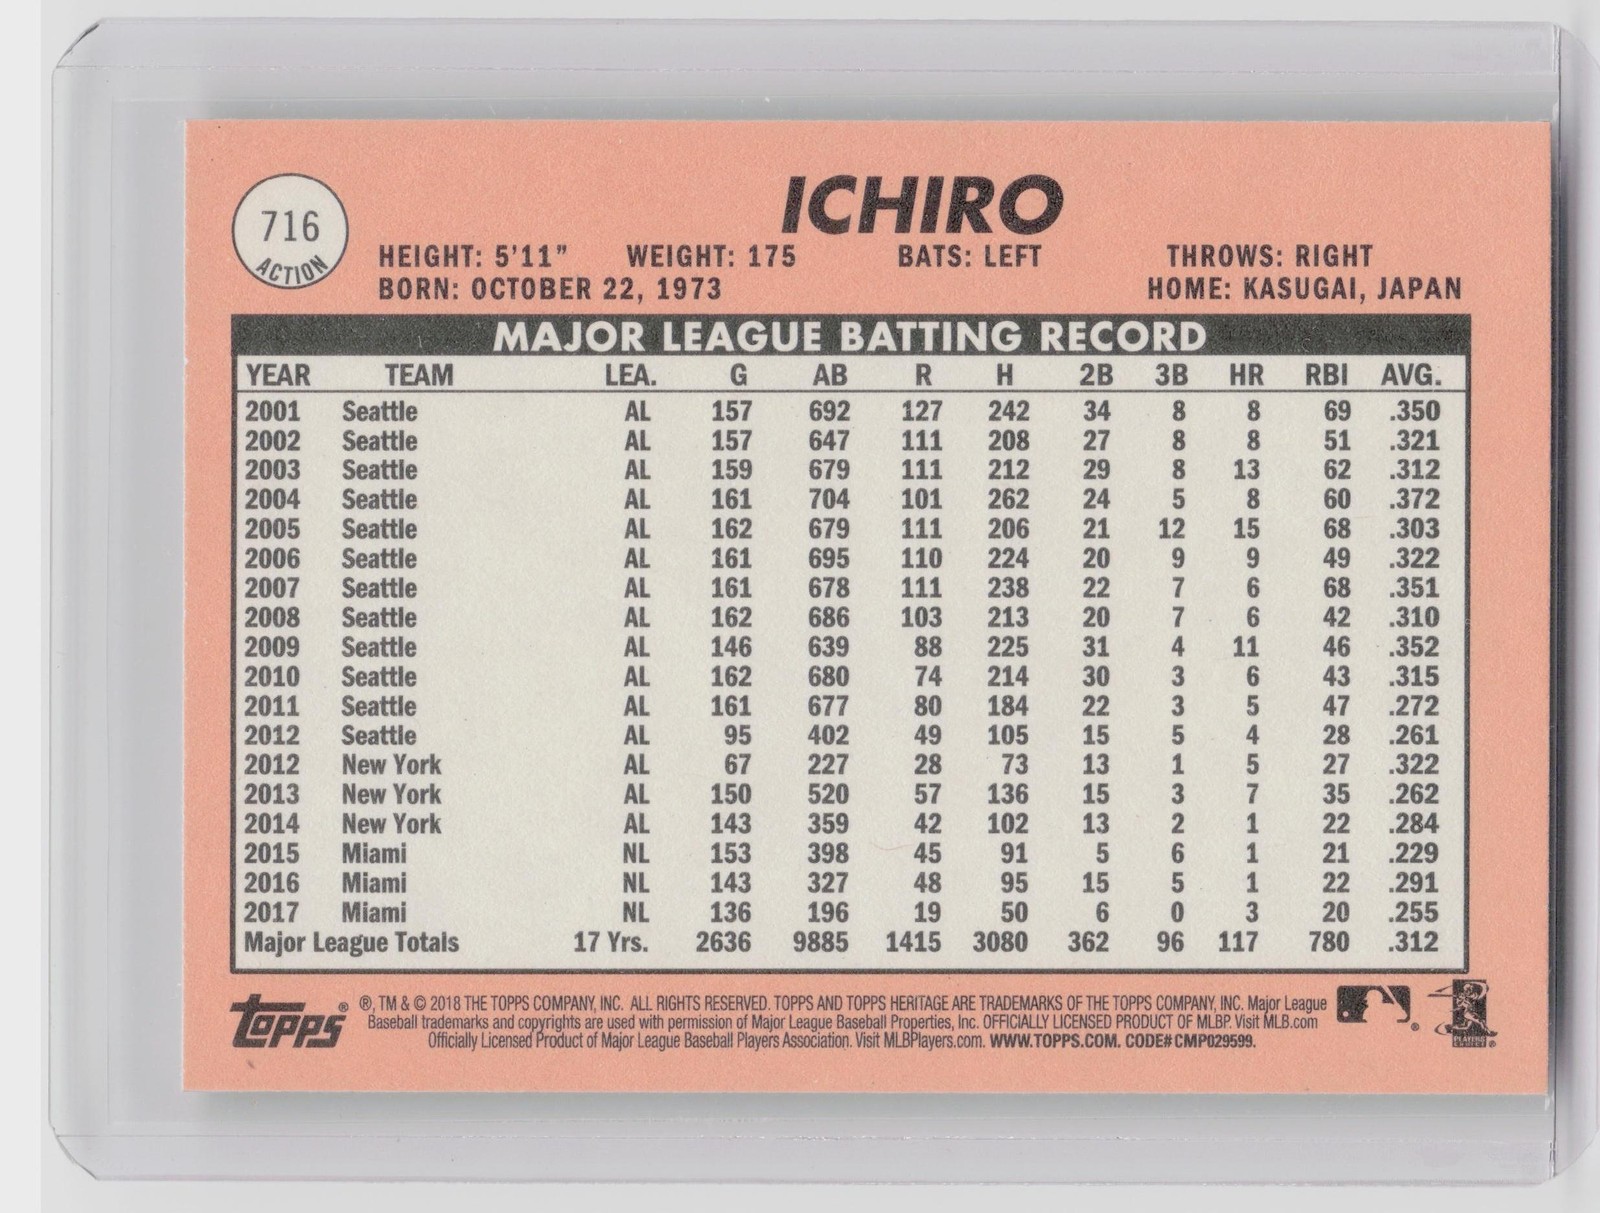 716
ACTION
ICHIRO
HEIGHT: 5'11" WEIGHT: 175 BATS: LEFT THROWS: RIGHT
BORN: OCTOBER 22, 1973 HOME: KASUGAI, JAPAN
MAJOR LEAGUE BATTING RECORD
YEAR TEAM LEA. G AB R H 2B 3B HR RBI AVG.
2001 Seattle AL 157 692 127 242 34 8 8 69 .350
2002 Seattle AL 157 647 111 208 27 8 8 51 .321
2003 Seattle AL 159 679 111 212 29 8 13 62 .312
2004 Seattle AL 161 704 101 262 24 5 8 60 .372
2005 Seattle AL 162 679 111 206 21 12 15 68 .303
2006 Seattle AL 161 695 110 224 20 9 9 49 .322
2007 Seattle AL 161 678 111 238 22 7 6 68 .351
2008 Seattle AL 162 686 103 213 20 7 6 42 .310
2009 Seattle AL 146 639 88 225 31 4 11 46 .352
2010 Seattle AL 162 680 74 214 30 3 6 43 .315
2011 Seattle AL 161 677 80 184 22 3 5 47 .272
2012 Seattle AL 95 402 49 105 15 5 4 28 .261
2012 New York AL 67 227 28 73 13 1 5 27 .322
2013 New York AL 150 520 57 136 15 3 7 35 .262
2014 New York AL 143 359 42 102 13 2 1 22 .284
2015 Miami NL 153 398 45 91 5 6 1 21 .229
2016 Miami NL 143 327 48 95 15 5 1 22 .291
2017 Miami NL 136 196 19 50 6 0 3 20 .255
Major League Totals 17 Yrs. 2636 9885 1415 3080 362 96 117 780 .312
Topps® ®, TM & © 2018 THE TOPPS COMPANY, INC. ALL RIGHTS RESERVED. TOPPS AND TOPPS HERITAGE ARE TRADEMARKS OF THE TOPPS COMPANY, INC. Major League
Baseball trademarks and copyrights are used with permission of Major League Baseball Properties, Inc. OFFICIALLY LICENSED PRODUCT OF MLBP. Visit MLB.com
Officially Licensed Product of Major League Baseball Players Association. Visit MLBPlayers.com. WWW.TOPPS.COM. CODE#CMP029599.